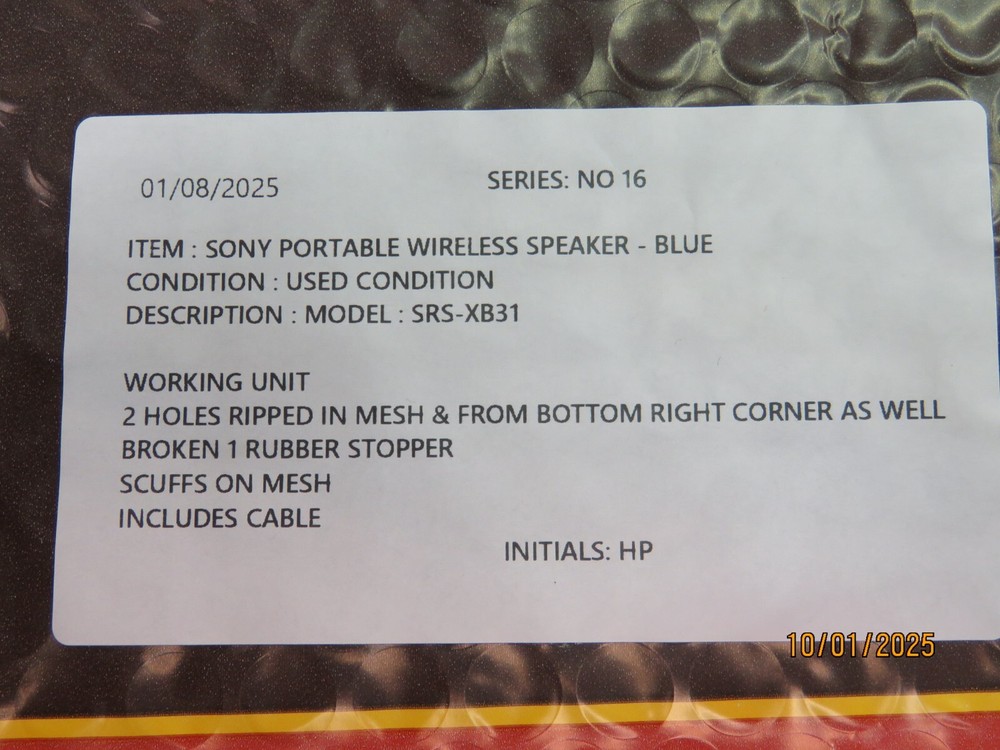 01/08/2025 SERIES: NO 16
ITEM : SONY PORTABLE WIRELESS SPEAKER - BLUE
CONDITION : USED CONDITION
DESCRIPTION : MODEL : SRS-XB31
WORKING UNIT
2 HOLES RIPPED IN MESH & FROM BOTTOM RIGHT CORNER AS WELL
BROKEN 1 RUBBER STOPPER
SCUFFS ON MESH
INCLUDES CABLE
INITIALS: HP
10/01/2025